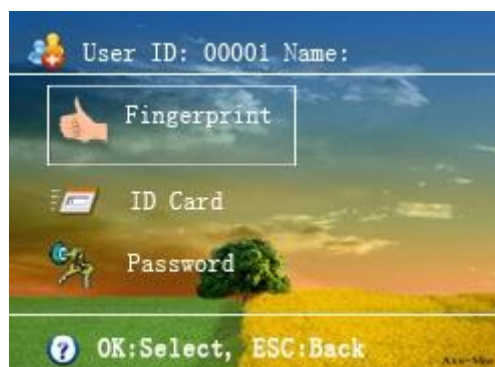 User ID: 00001 Name:
Fingerprint
ID Card
Password
OK:Select, ESC:Back